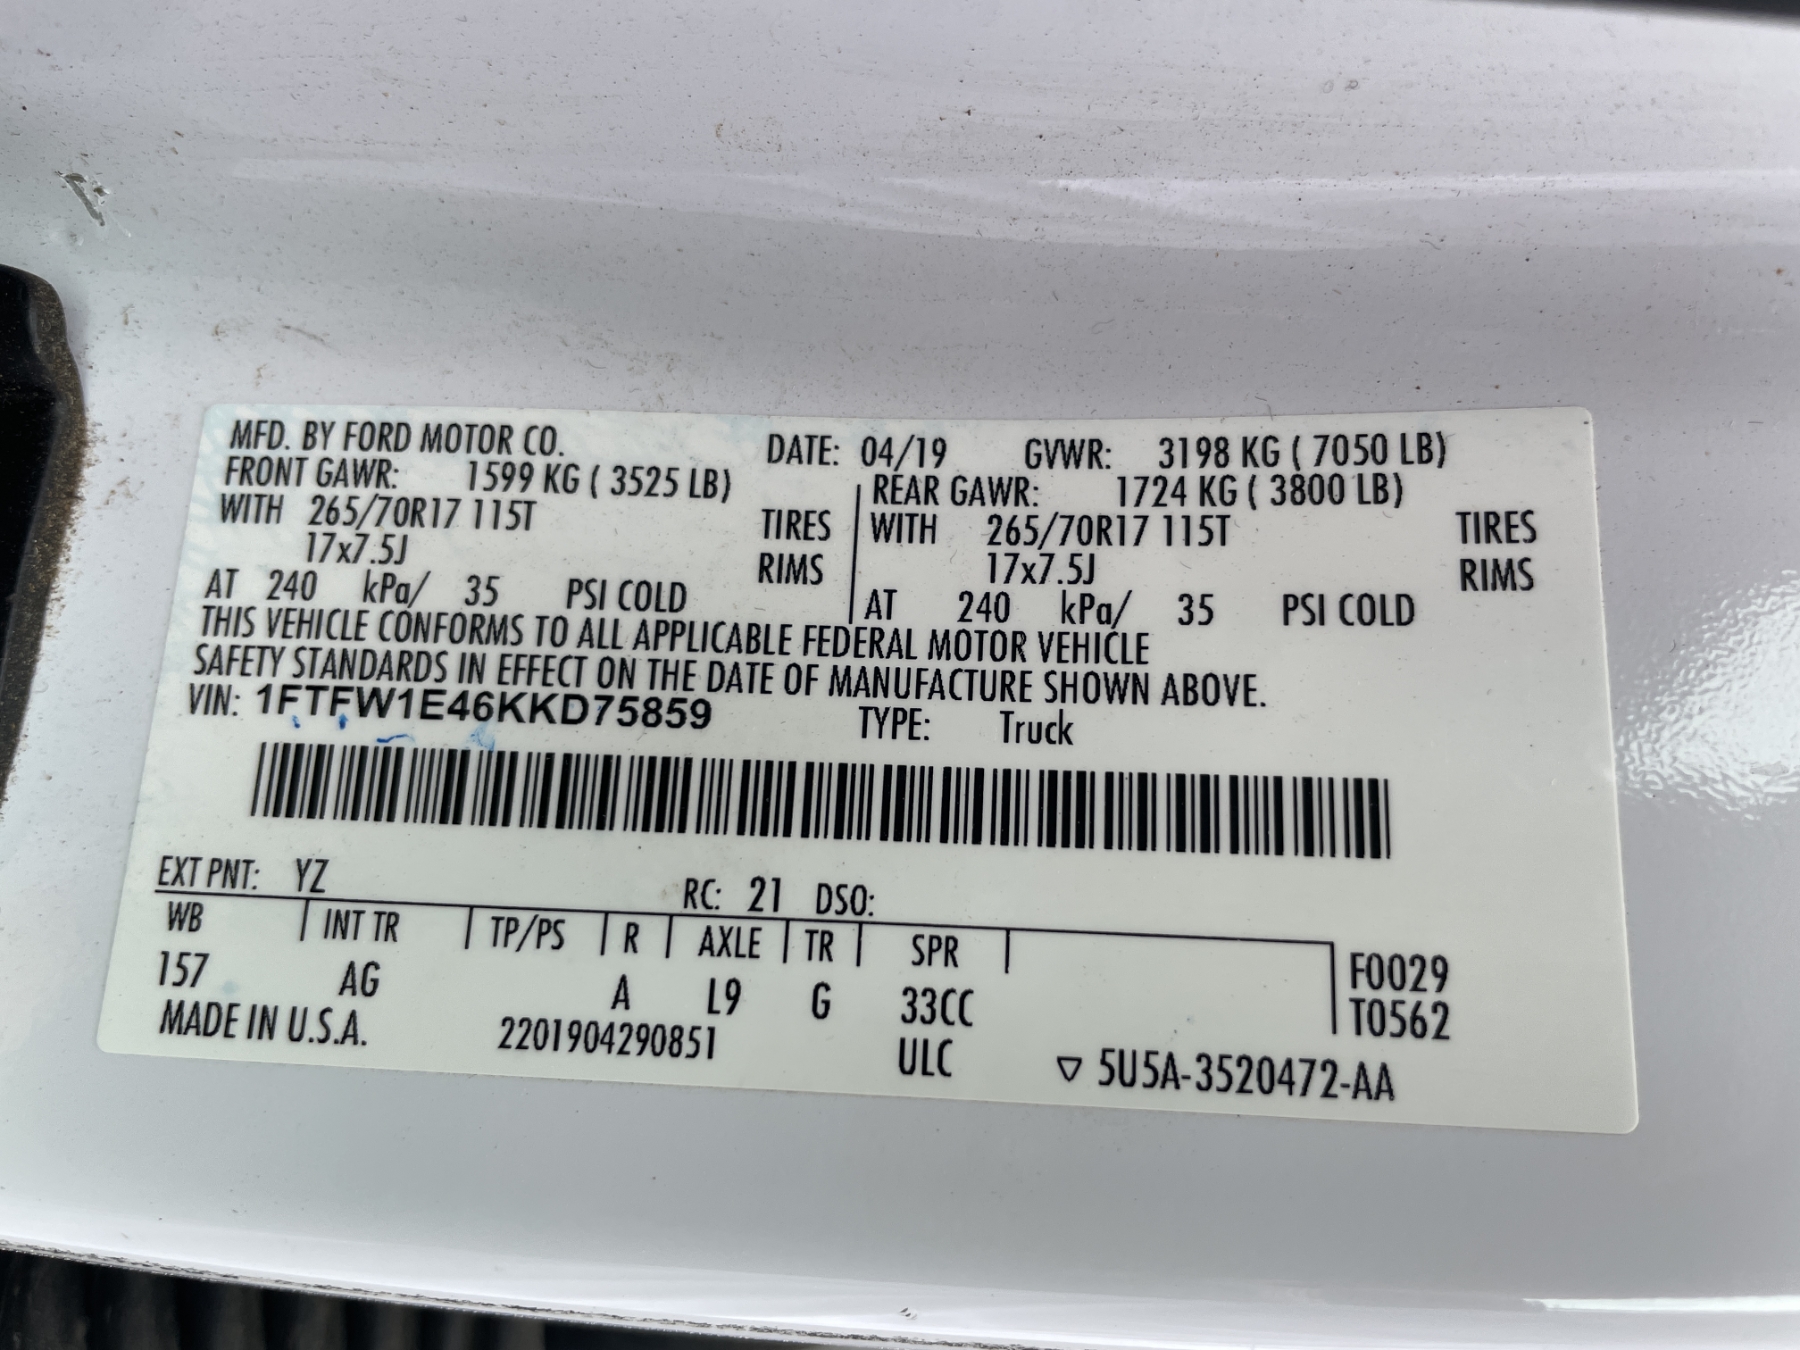 MFD. BY FORD MOTOR CO. DATE: 04/19 GVWR: 3198 KG ( 7050 LB)
FRONT GAWR: 1599 KG ( 3525 LB) REAR GAWR: 1724 KG ( 3800 LB)
WITH 265/70R17 115T TIRES WITH 265/70R17 115T TIRES
17x7.5J RIMS 17x7.5J RIMS
AT 240 kPa/ 35 PSI COLD AT 240 kPa/ 35 PSI COLD
THIS VEHICLE CONFORMS TO ALL APPLICABLE FEDERAL MOTOR VEHICLE
SAFETY STANDARDS IN EFFECT ON THE DATE OF MANUFACTURE SHOWN ABOVE.
VIN: 1FTFW1E46KKD75859 TYPE: Truck
EXT PNT: YZ RC: 21 DSO:
WB INT TR TP/PS R AXLE TR SPR F0029
157 AG A L9 G 33CC T0562
MADE IN U.S.A. 2201904290851 ULC ▽ 5U5A-3520472-AA